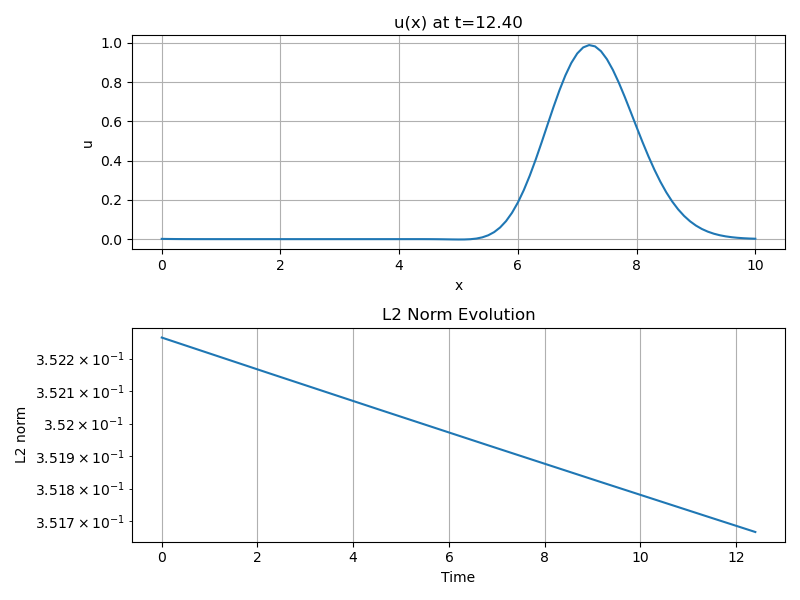 u(x) at t=12.40
1.0
0.8
0.6
0.4
0.2
0.0
u
0 2 4 6 8 10
x
L2 Norm Evolution
3.522 × 10⁻¹
3.521 × 10⁻¹
3.52 × 10⁻¹
3.519 × 10⁻¹
3.518 × 10⁻¹
3.517 × 10⁻¹
L2 norm
0 2 4 6 8 10 12
Time